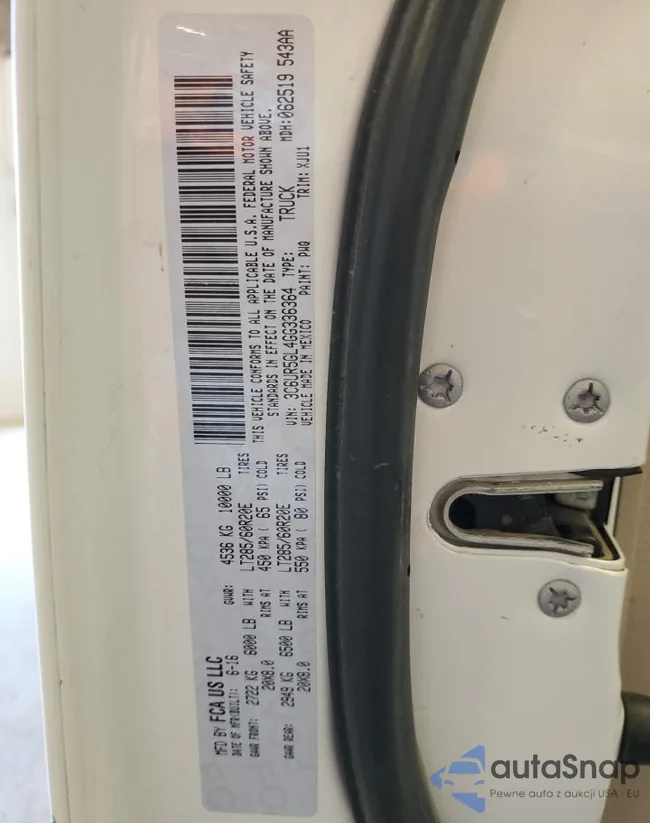 MFD BY FCA US LLC
DATE OF MFR(BUILT): 6-16 GVWR: 4536 KG 10000 LB
GAWR FRONT: 2722 KG 6000 LB WITH LT285/60R20E TIRES
20X8.0 RIMS AT 450 KPA ( 65 PSI) COLD
GAWR REAR: 2949 KG 6500 LB WITH LT285/60R20E TIRES
20X8.0 RIMS AT 550 KPA ( 80 PSI) COLD
THIS VEHICLE CONFORMS TO ALL APPLICABLE U.S.A. FEDERAL MOTOR VEHICLE SAFETY
STANDARDS IN EFFECT ON THE DATE OF MANUFACTURE SHOWN ABOVE.
VIN: 3C6UR5GL4GG336364 TYPE: TRUCK MDH:062519 543AA
VEHICLE MADE IN MEXICO PAINT: PW7 TRIM: XJU1
autoSnap
Pewne auta z aukcji USA i EU